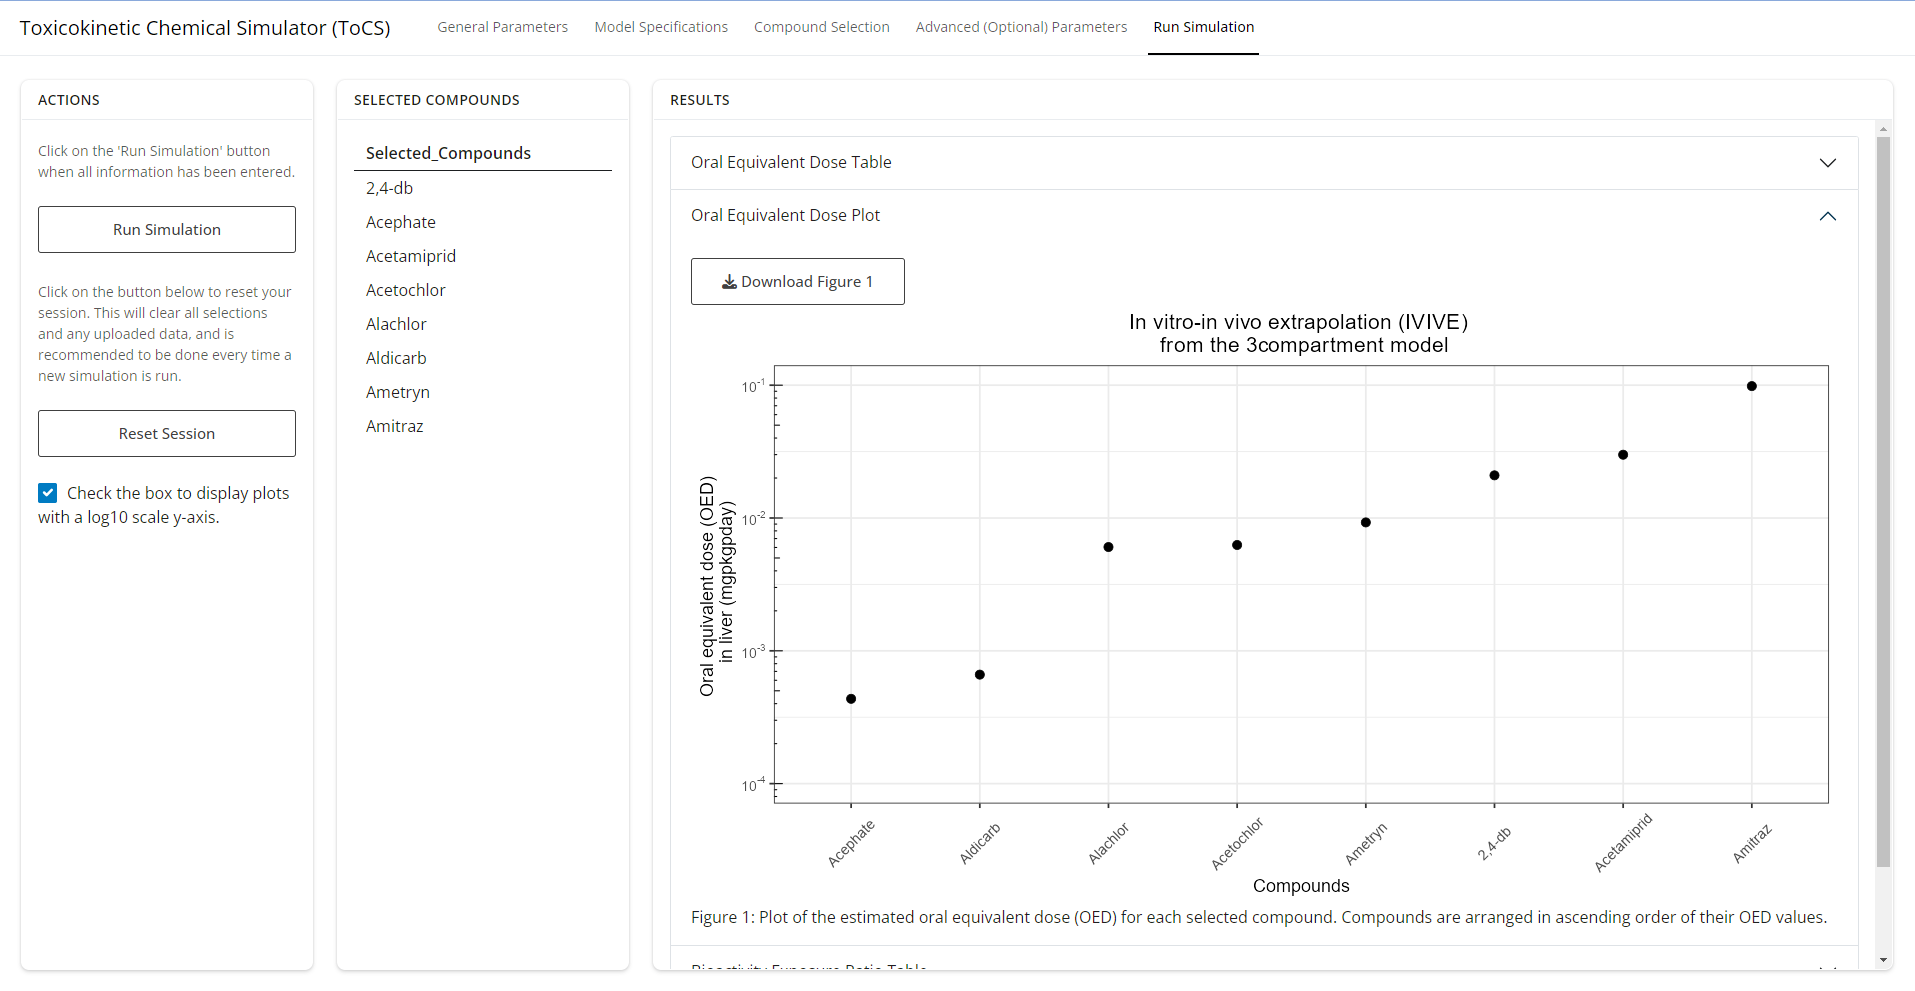 Toxicokinetic Chemical Simulator (ToCS)
General Parameters
Model Specifications
Compound Selection
Advanced (Optional) Parameters
Run Simulation
ACTIONS
Click on the 'Run Simulation' button
when all information has been entered.
Run Simulation
Click on the button below to reset your
session. This will clear all selections
and any uploaded data, and is
recommended to be done every time a
new simulation is run.
Reset Session
Check the box to display plots
with a log10 scale y-axis.
SELECTED COMPOUNDS
Selected_Compounds
2,4-db
Acephate
Acetamiprid
Acetochlor
Alachlor
Aldicarb
Ametryn
Amitraz
RESULTS
Oral Equivalent Dose Table
Oral Equivalent Dose Plot
Download Figure 1
In vitro-in vivo extrapolation (IVIVE)
from the 3compartment model
Oral equivalent dose (OED)
in liver (mgpkgpday)
10^-1
10^-2
10^-3
10^-4
Acephate
Aldicarb
Alachlor
Acetochlor
Ametryn
2,4-db
Acetamiprid
Amitraz
Compounds
Figure 1: Plot of the estimated oral equivalent dose (OED) for each selected compound. Compounds are arranged in ascending order of their OED values.
Bioactivity Exposure Ratio Table